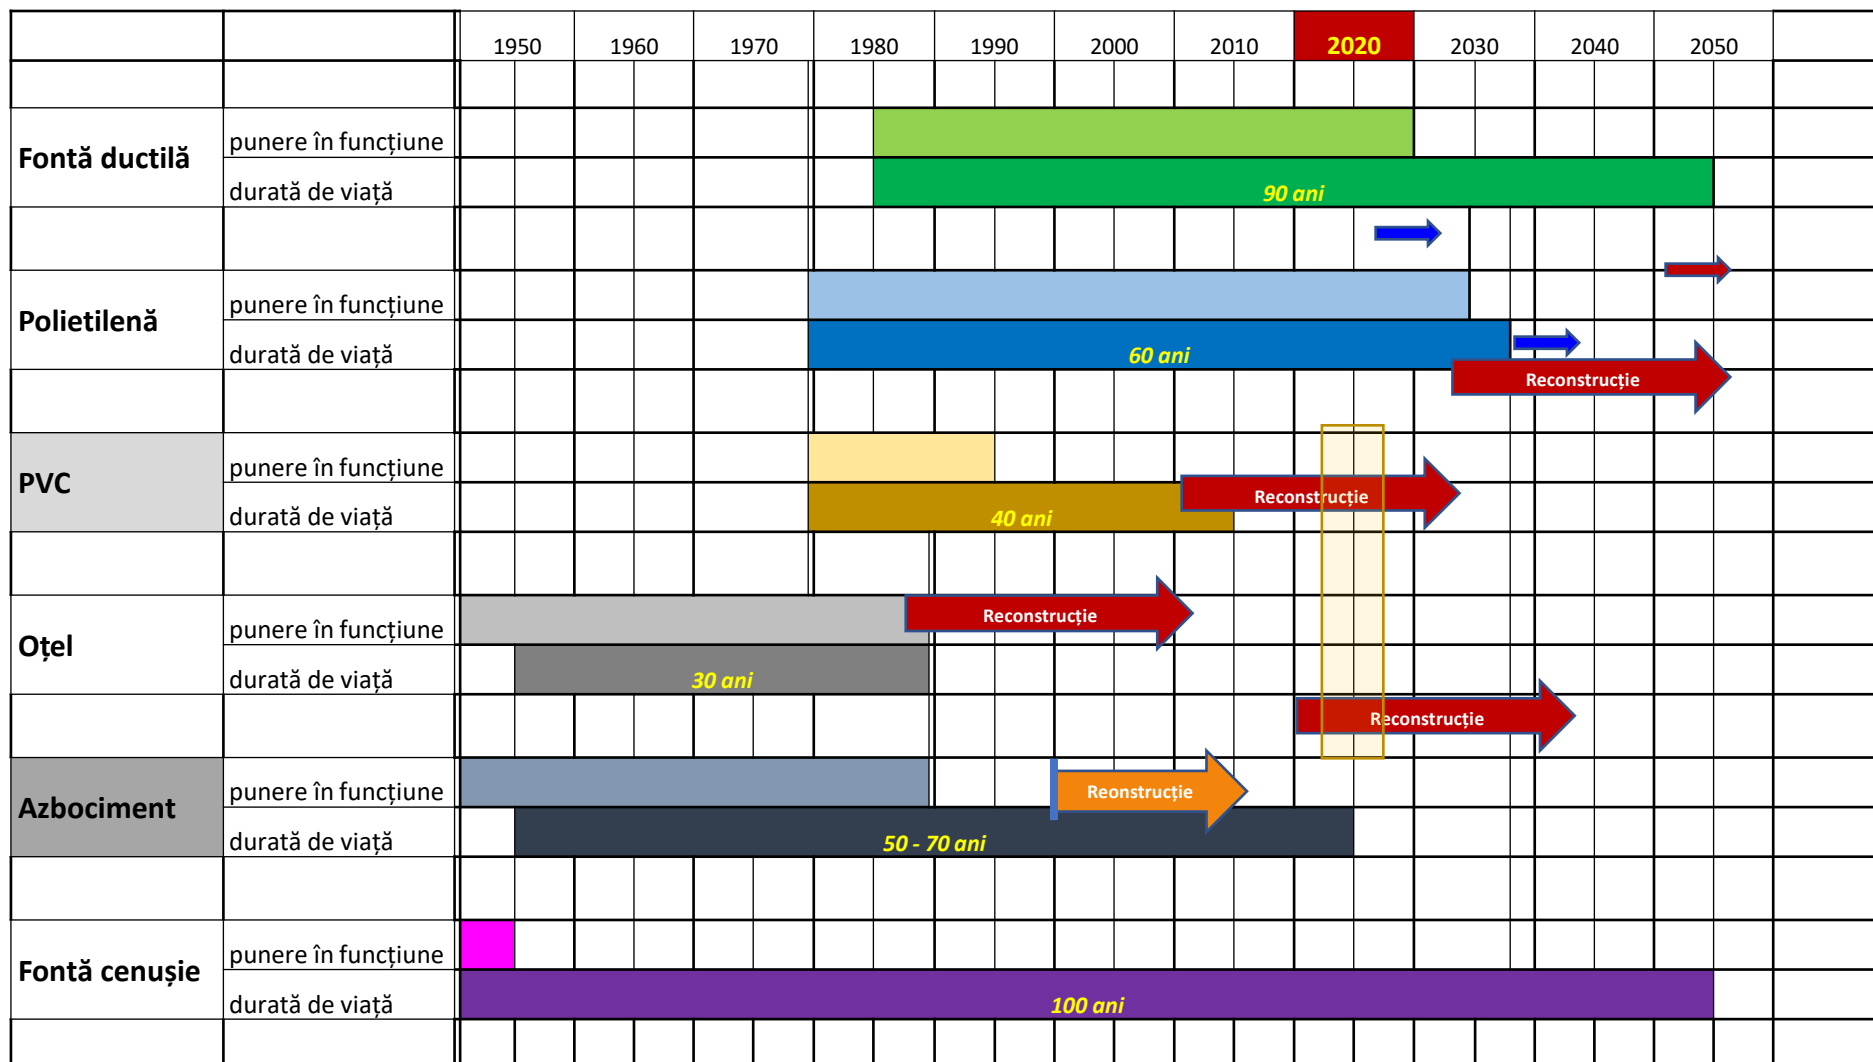 1950 1960 1970 1980 1990 2000 2010 2020 2030 2040 2050
Fontă ductilă
punere în funcțiune
durată de viață
90 ani
Polietilenă
punere în funcțiune
durată de viață
60 ani
Reconstrucție
PVC
punere în funcțiune
Reconstrucție
durată de viață
40 ani
Oțel
punere în funcțiune
Reconstrucție
durată de viață
30 ani
Reconstrucție
Azbociment
punere în funcțiune
Reonstrucție
durată de viață
50 - 70 ani
Fontă cenușie
punere în funcțiune
durată de viață
100 ani